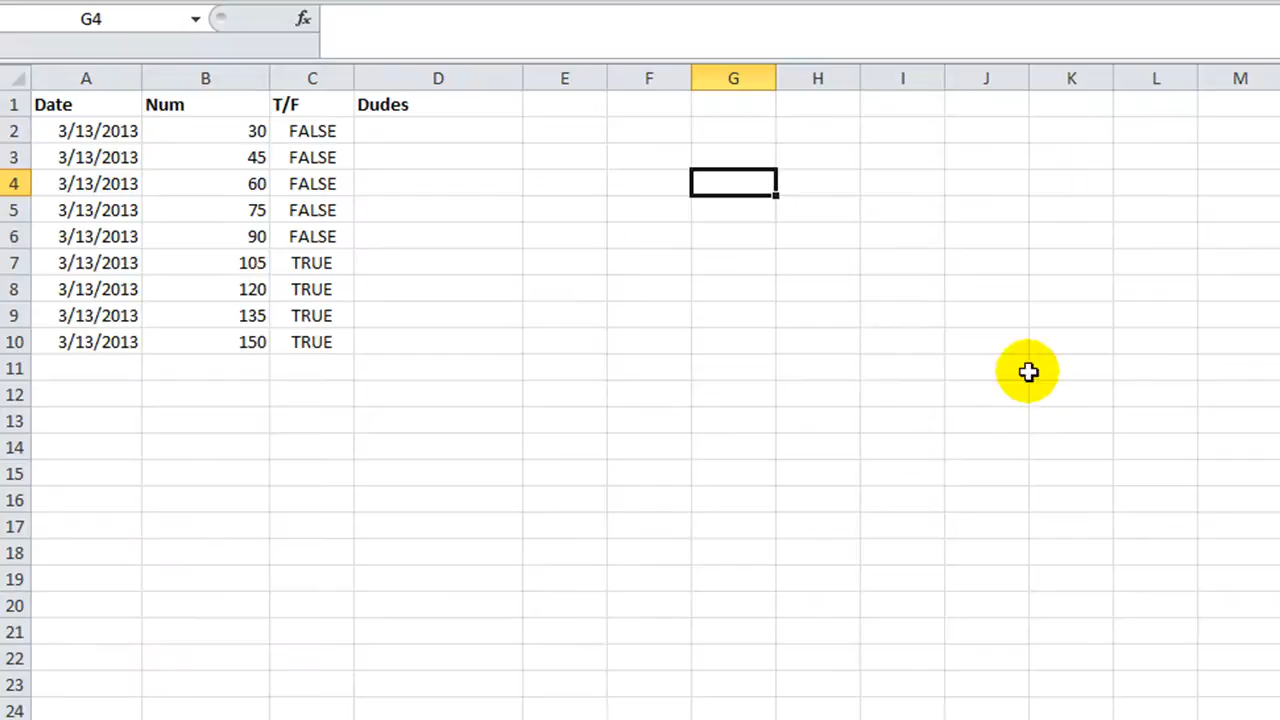 G4 fx
A B C D E F G H I J K L M
1 Date Num T/F Dudes
2 3/13/2013 30 FALSE
3 3/13/2013 45 FALSE
4 3/13/2013 60 FALSE
5 3/13/2013 75 FALSE
6 3/13/2013 90 FALSE
7 3/13/2013 105 TRUE
8 3/13/2013 120 TRUE
9 3/13/2013 135 TRUE
10 3/13/2013 150 TRUE
11
12
13
14
15
16
17
18
19
20
21
22
23
24